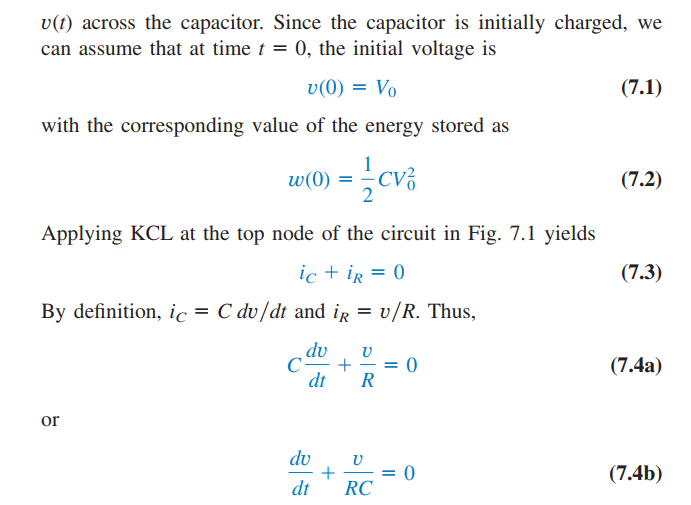 v(t) across the capacitor. Since the capacitor is initially charged, we
can assume that at time t = 0, the initial voltage is
v(0) = V₀ (7.1)
with the corresponding value of the energy stored as
w(0) = 1/2 CV₀² (7.2)
Applying KCL at the top node of the circuit in Fig. 7.1 yields
i_C + i_R = 0 (7.3)
By definition, i_C = C dv/dt and i_R = v/R. Thus,
C dv/dt + v/R = 0 (7.4a)
or
dv/dt + v/RC = 0 (7.4b)